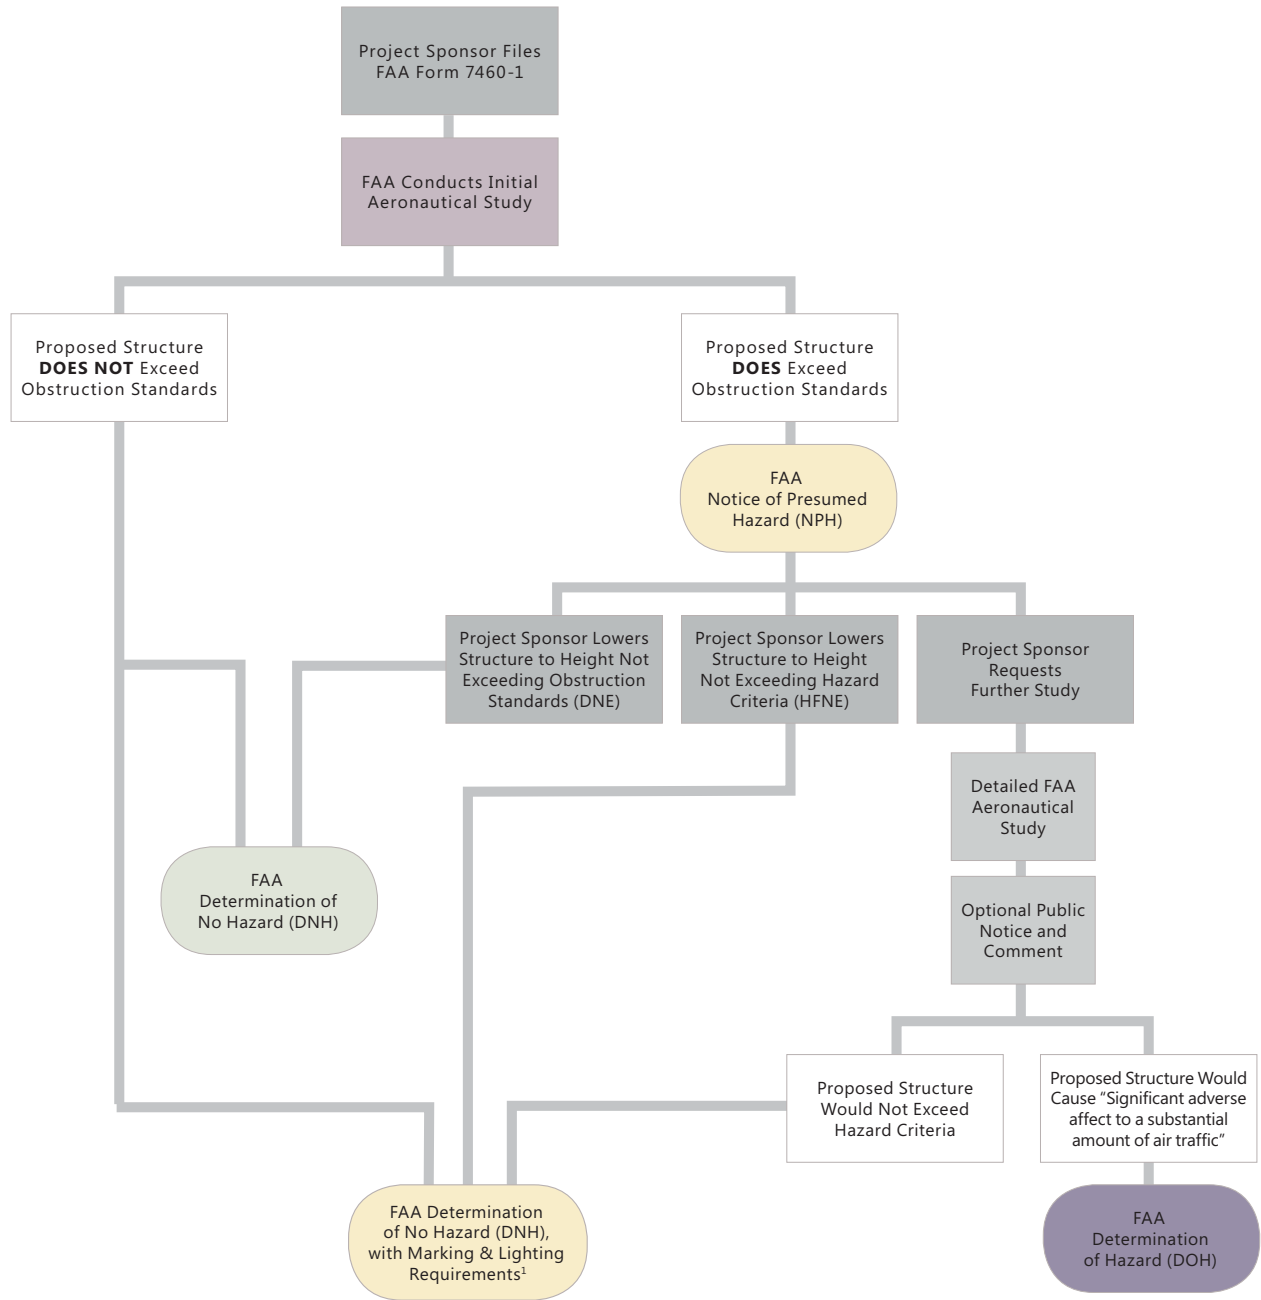 Project Sponsor Files
FAA Form 7460-1
FAA Conducts Initial
Aeronautical Study
Proposed Structure
DOES NOT Exceed
Obstruction Standards
Proposed Structure
DOES Exceed
Obstruction Standards
FAA
Notice of Presumed
Hazard (NPH)
Project Sponsor Lowers
Structure to Height Not
Exceeding Obstruction
Standards (DNE)
Project Sponsor Lowers
Structure to Height
Not Exceeding Hazard
Criteria (HFNE)
Project Sponsor
Requests
Further Study
Detailed FAA
Aeronautical
Study
FAA
Determination of
No Hazard (DNH)
Optional Public
Notice and
Comment
Proposed Structure
Would Not Exceed
Hazard Criteria
Proposed Structure Would
Cause “Significant adverse
affect to a substantial
amount of air traffic”
FAA Determination
of No Hazard (DNH),
with Marking & Lighting
Requirements¹
FAA
Determination
of Hazard (DOH)